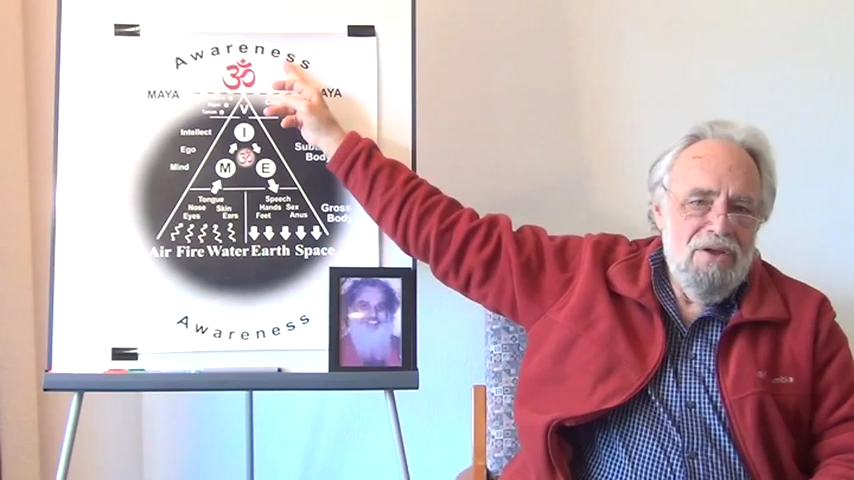 Awareness
ॐ
MAYA AYA
V
Intellect I
Ego ॐ Sub
Mind M E Body
Tongue Speech
Nose Skin Hands Sex Gross
Eyes Ears Feet Anus Body
Air Fire Water Earth Space
Awareness